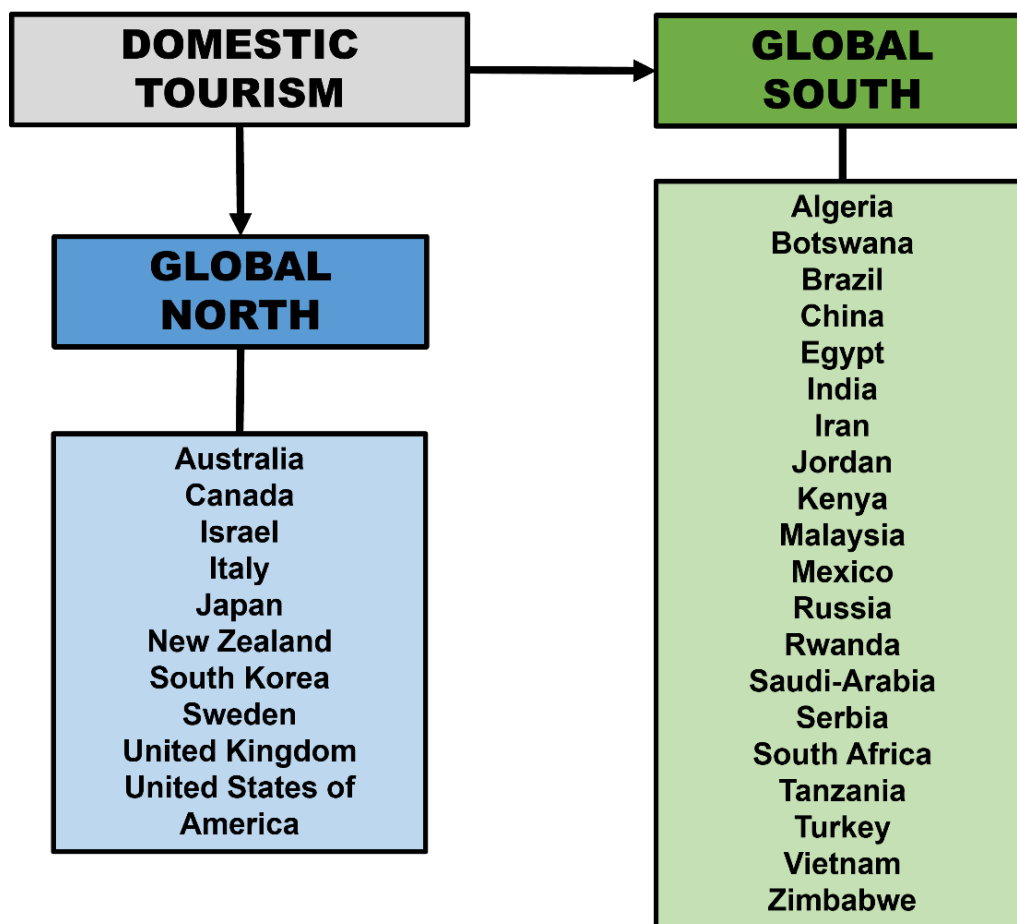 DOMESTIC
TOURISM
GLOBAL
SOUTH
GLOBAL
NORTH
Australia
Canada
Israel
Italy
Japan
New Zealand
South Korea
Sweden
United Kingdom
United States of
America
Algeria
Botswana
Brazil
China
Egypt
India
Iran
Jordan
Kenya
Malaysia
Mexico
Russia
Rwanda
Saudi-Arabia
Serbia
South Africa
Tanzania
Turkey
Vietnam
Zimbabwe